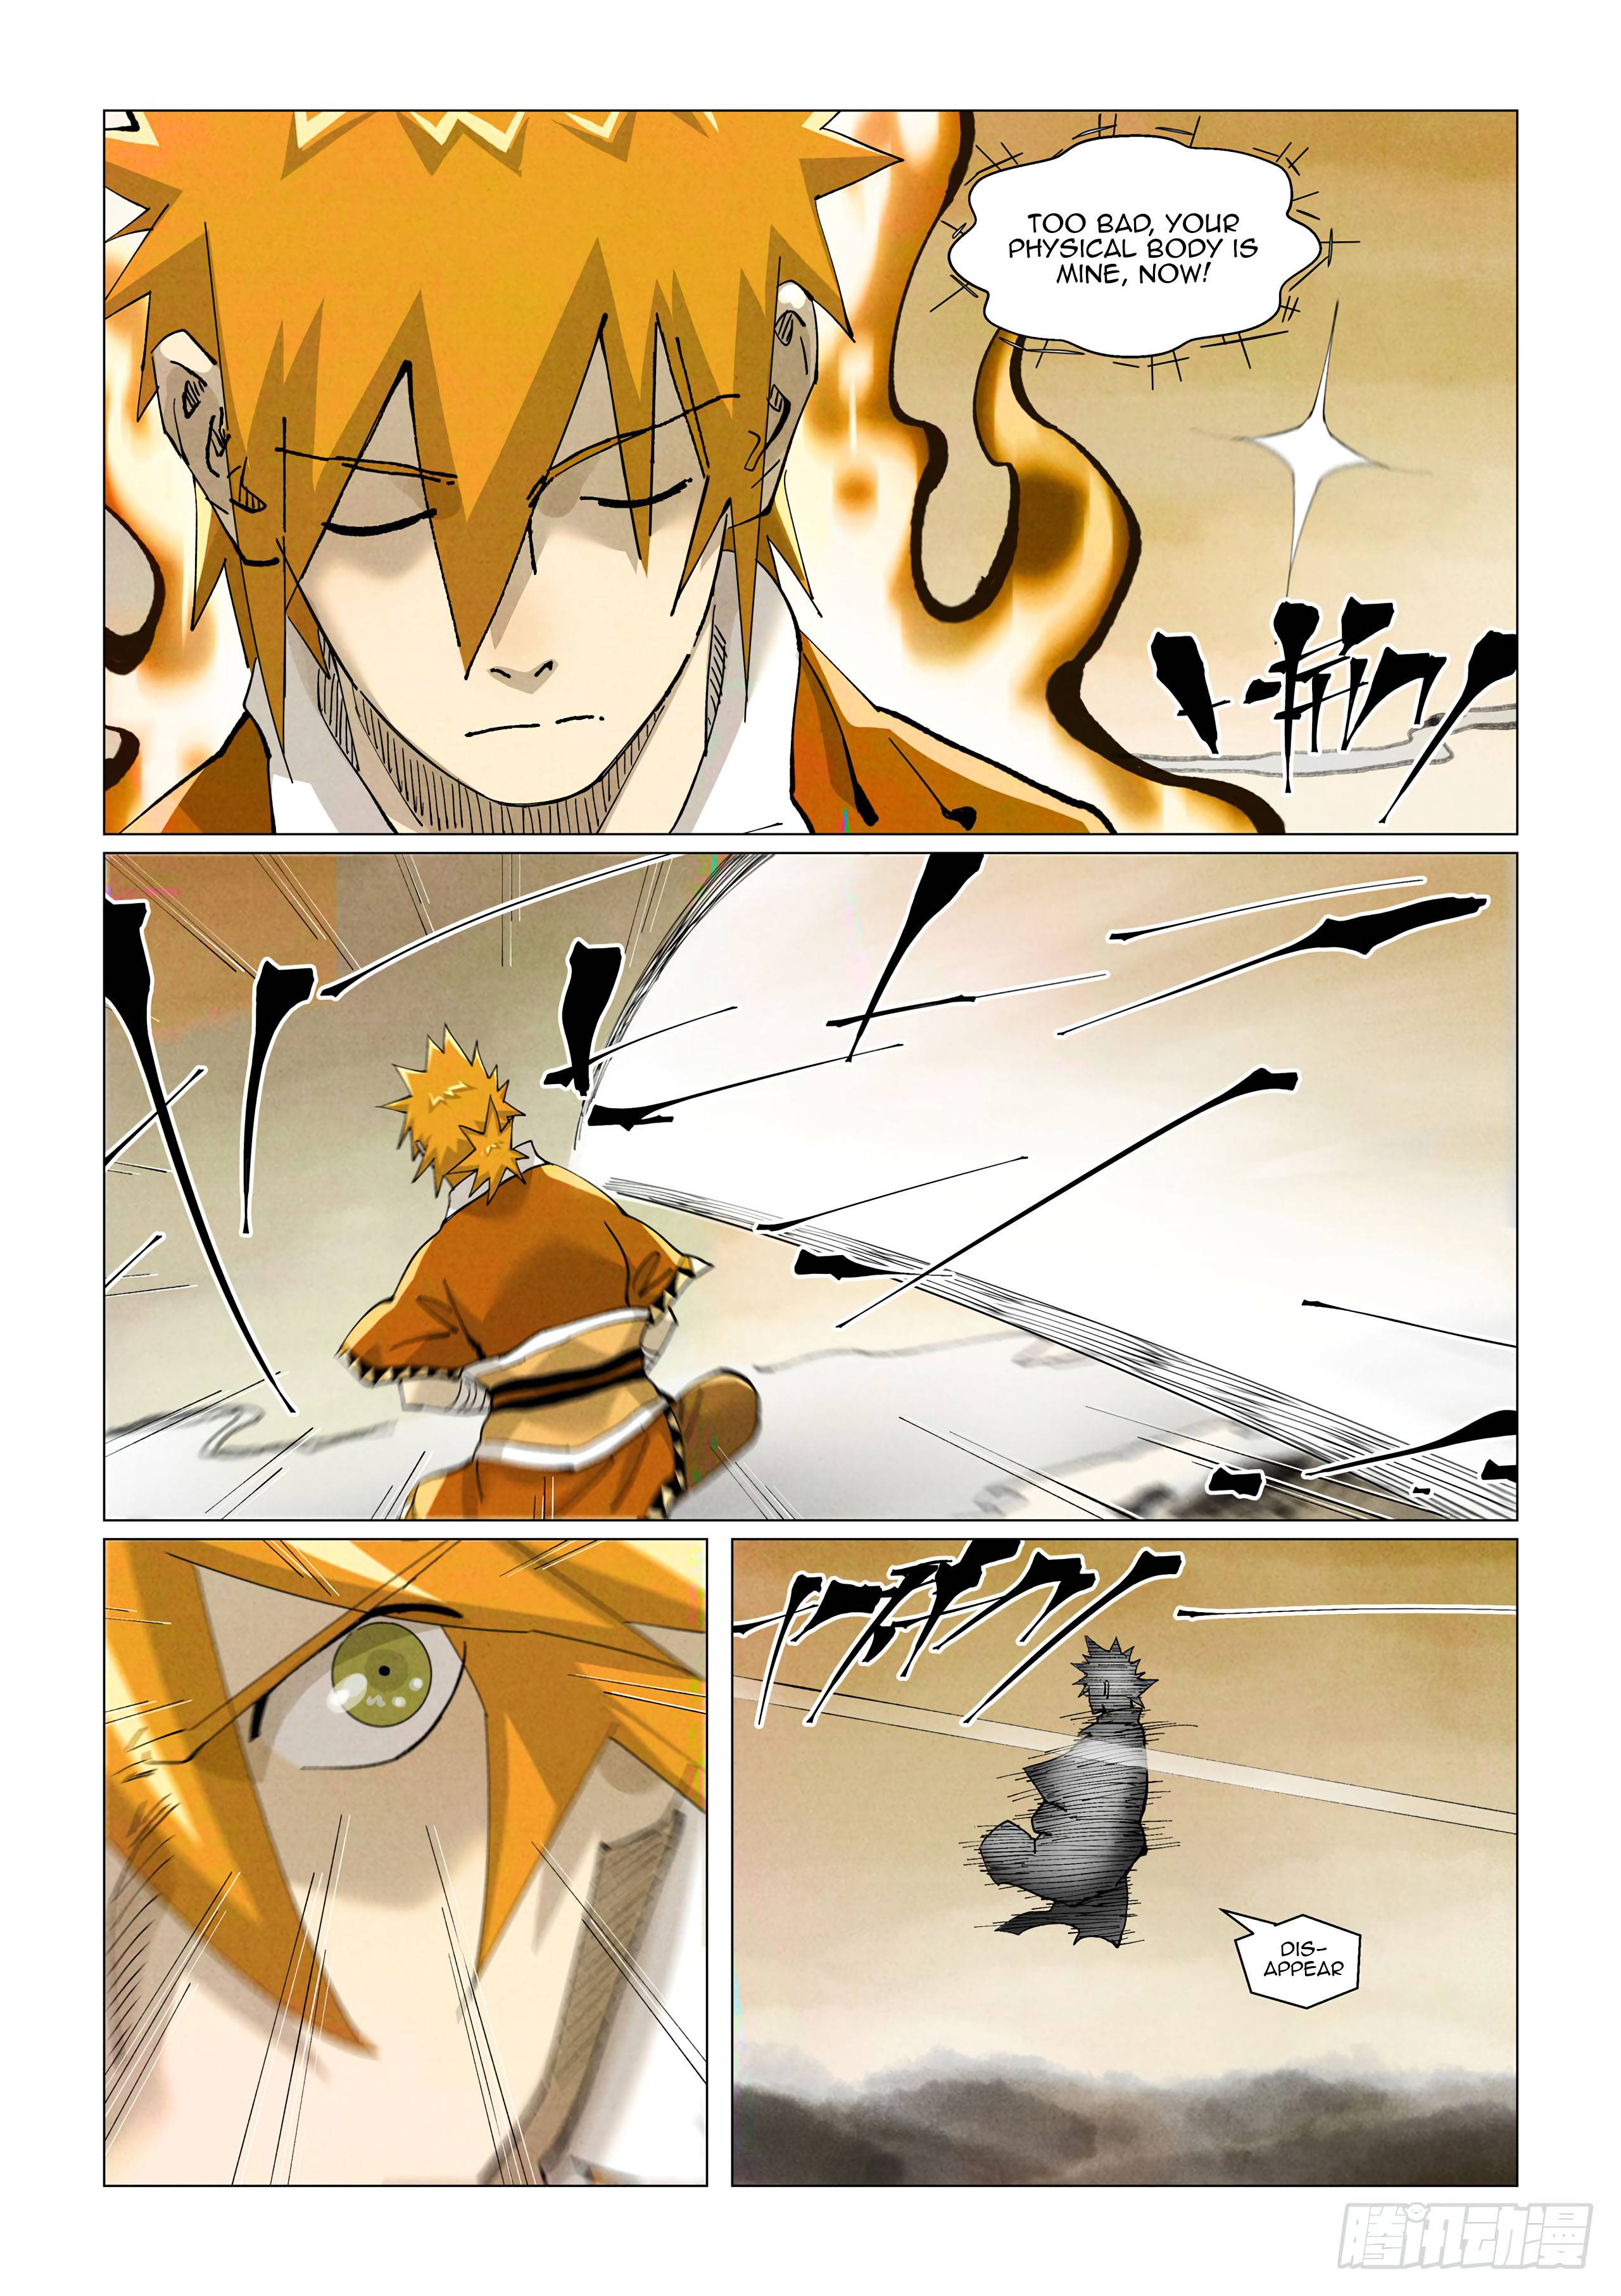 TOO BAD, YOUR
PHYSICAL BODY IS
MINE, NOW!
DIS-
APPEAR
腾讯动漫